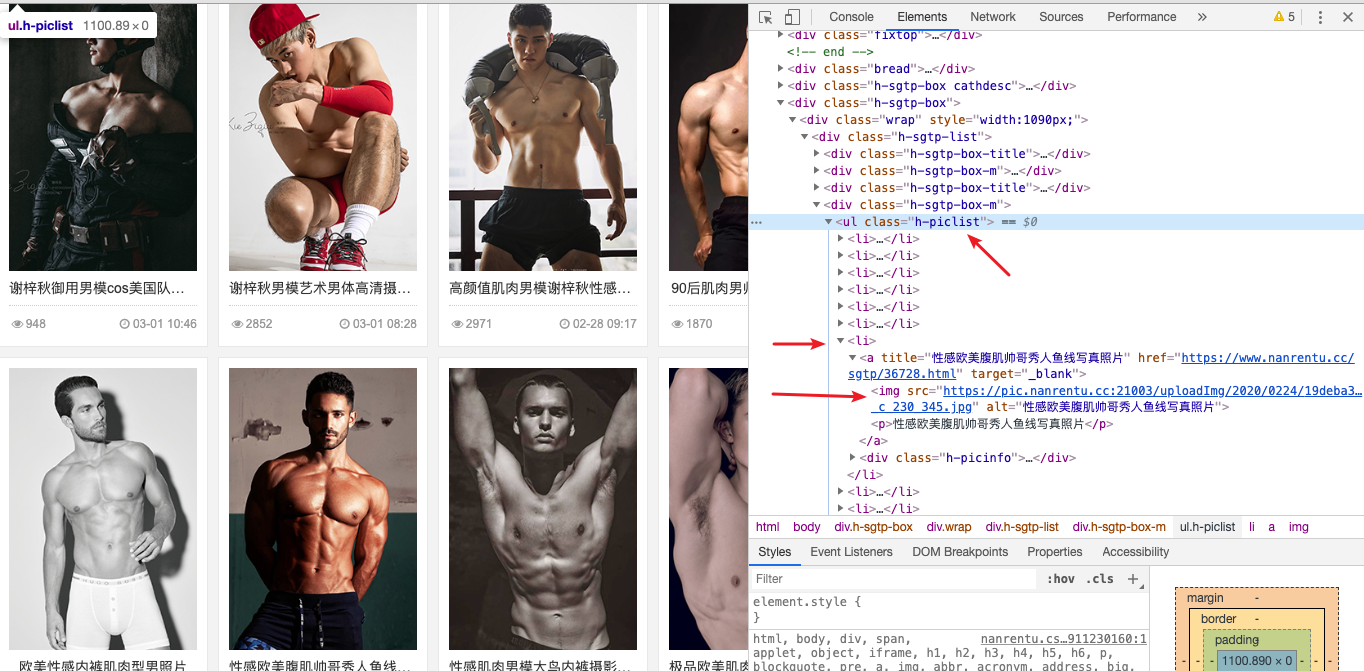 ul.h-piclist 1100.89 × 0
谢梓秋御用男模cos美国队…
948 03-01 10:46
谢梓秋男模艺术男体高清摄…
2852 03-01 08:28
高颜值肌肉男模谢梓秋性感…
2971 02-28 09:17
90后肌肉男
1870
欧美性感内裤肌肉型男照片
性感欧美腹肌帅哥秀人鱼线…
性感肌肉男模大鸟内裤摄影…
极品欧美肌肉
Console Elements Network Sources Performance » 5
<div class="fixtop">…</div>
<!-- end -->
<div class="bread">…</div>
<div class="h-sgtp-box cathdesc">…</div>
<div class="h-sgtp-box">
<div class="wrap" style="width:1090px;">
<div class="h-sgtp-list">
<div class="h-sgtp-box-title">…</div>
<div class="h-sgtp-box-m">…</div>
<div class="h-sgtp-box-title">…</div>
<div class="h-sgtp-box-m">
<ul class="h-piclist"> == $0
<li>…</li>
<li>…</li>
<li>…</li>
<li>…</li>
<li>…</li>
<li>…</li>
<li>
<a title="性感欧美腹肌帅哥秀人鱼线写真照片" href="https://www.nanrentu.cc/
sgtp/36728.html" target="_blank">
<img src="https://pic.nanrentu.cc:21003/uploadImg/2020/0224/19deba3…
_c_230_345.jpg" alt="性感欧美腹肌帅哥秀人鱼线写真照片">
<p>性感欧美腹肌帅哥秀人鱼线写真照片</p>
</a>
<div class="h-picinfo">…</div>
</li>
<li>…</li>
<li>…</li>
html body div.h-sgtp-box div.wrap div.h-sgtp-list div.h-sgtp-box-m ul.h-piclist li a img
Styles Event Listeners DOM Breakpoints Properties Accessibility
Filter :hov .cls +
element.style {
}
html, body, div, span, nanrentu.cs…911230160:1
applet, object, iframe, h1, h2, h3, h4, h5, h6, p,
blockquote, pre, a, img, abbr, acronym, address, big,
margin -
border -
padding
- - 1100.890 × 0 - -